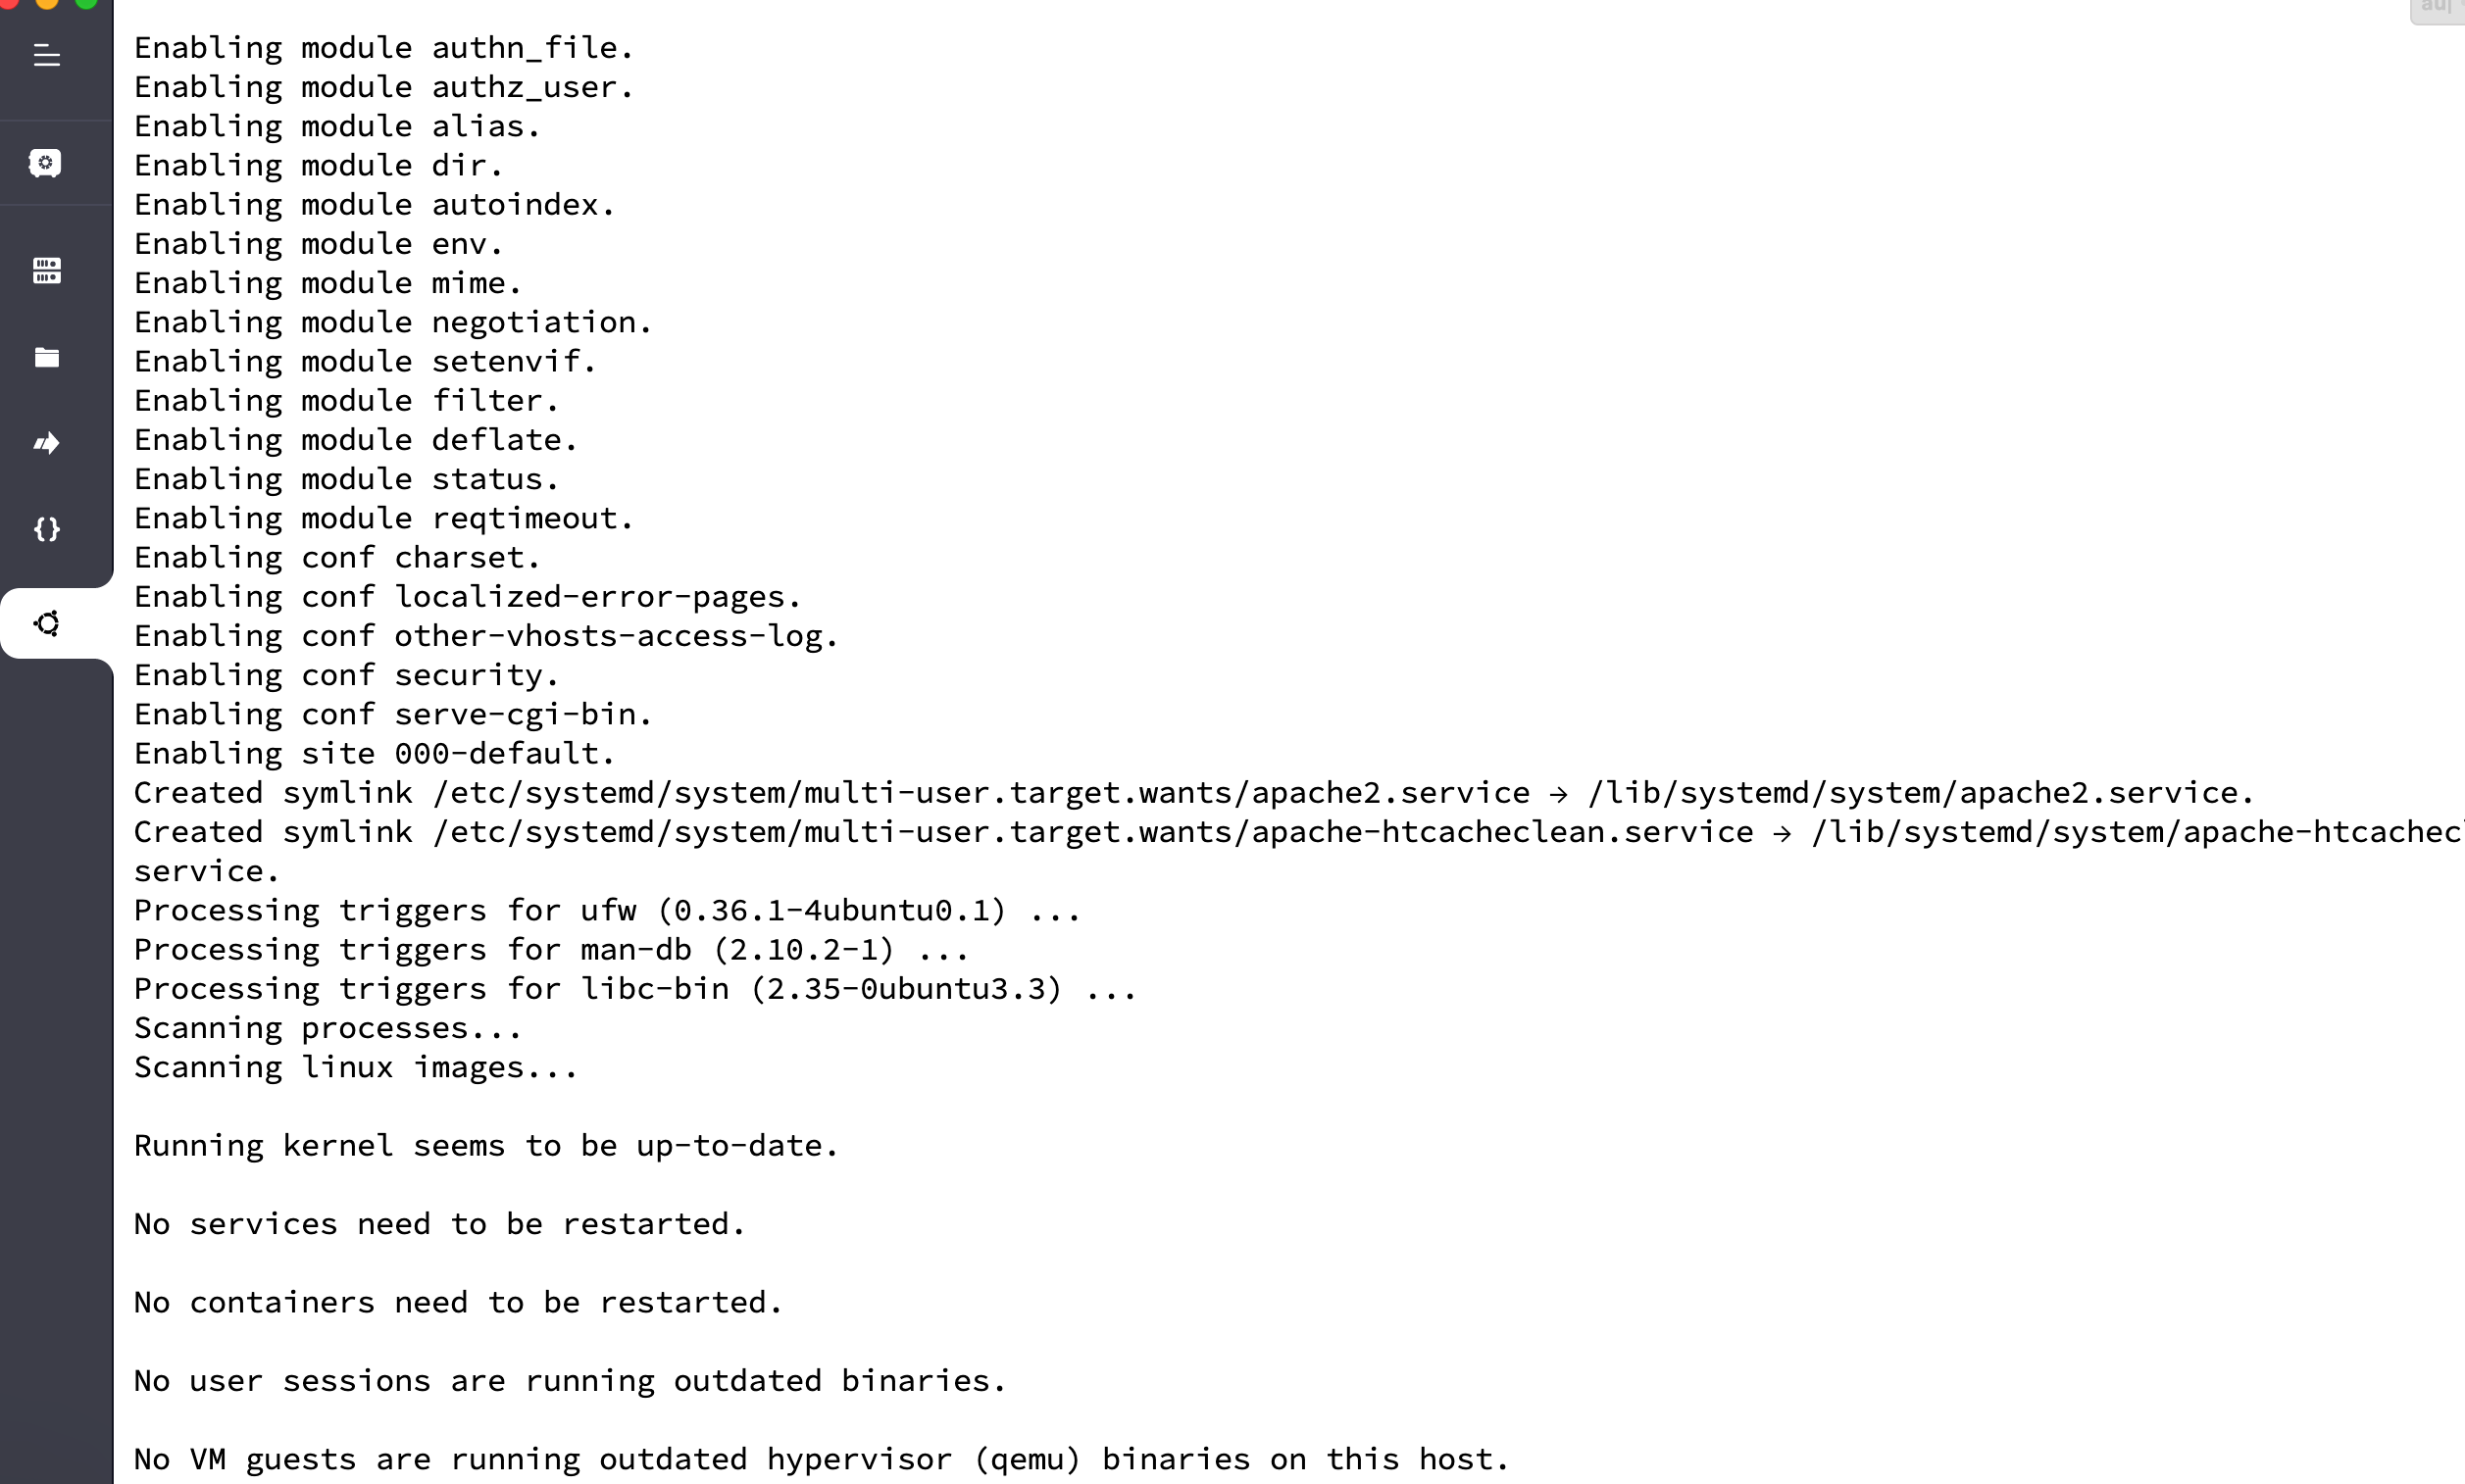 Enabling module authn_file.
Enabling module authz_user.
Enabling module alias.
Enabling module dir.
Enabling module autoindex.
Enabling module env.
Enabling module mime.
Enabling module negotiation.
Enabling module setenvif.
Enabling module filter.
Enabling module deflate.
Enabling module status.
Enabling module reqtimeout.
Enabling conf charset.
Enabling conf localized-error-pages.
Enabling conf other-vhosts-access-log.
Enabling conf security.
Enabling conf serve-cgi-bin.
Enabling site 000-default.
Created symlink /etc/systemd/system/multi-user.target.wants/apache2.service → /lib/systemd/system/apache2.service.
Created symlink /etc/systemd/system/multi-user.target.wants/apache-htcacheclean.service → /lib/systemd/system/apache-htcachec
service.
Processing triggers for ufw (0.36.1-4ubuntu0.1) ...
Processing triggers for man-db (2.10.2-1) ...
Processing triggers for libc-bin (2.35-0ubuntu3.3) ...
Scanning processes...
Scanning linux images...
Running kernel seems to be up-to-date.
No services need to be restarted.
No containers need to be restarted.
No user sessions are running outdated binaries.
No VM guests are running outdated hypervisor (qemu) binaries on this host.